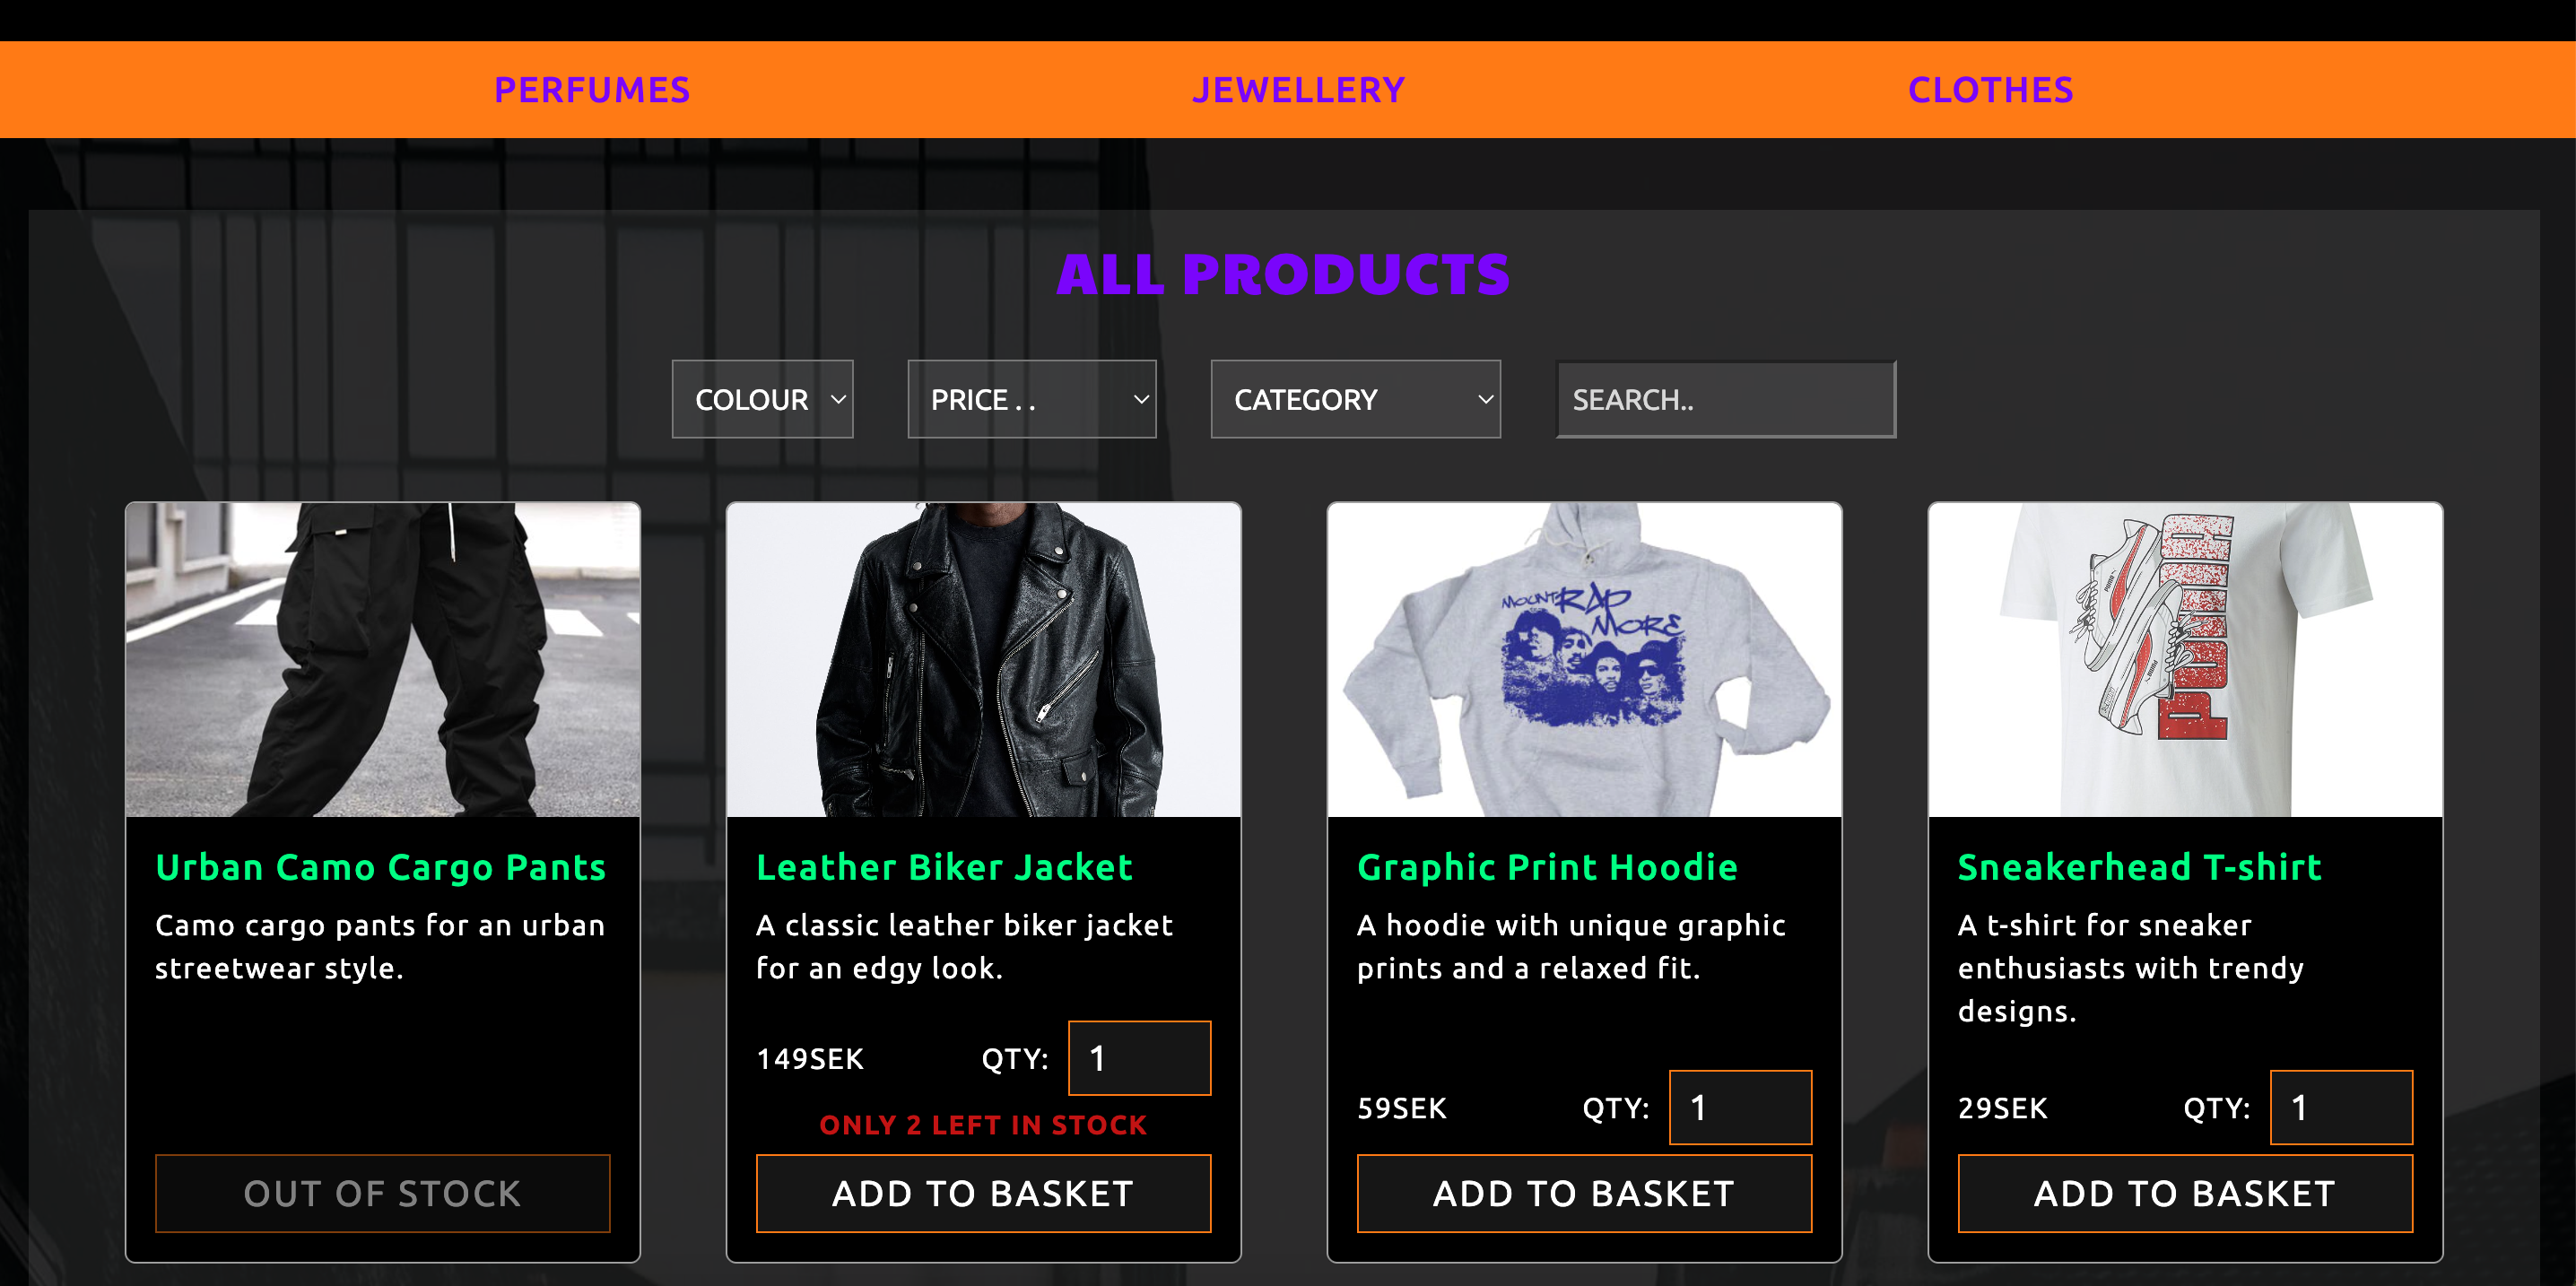 PERFUMES JEWELLERY CLOTHES
ALL PRODUCTS
COLOUR PRICE . . CATEGORY SEARCH..
MOUNT RAP
MORE
PUMA
Urban Camo Cargo Pants
Camo cargo pants for an urban
streetwear style.
OUT OF STOCK
Leather Biker Jacket
A classic leather biker jacket
for an edgy look.
149SEK QTY: 1
ONLY 2 LEFT IN STOCK
ADD TO BASKET
Graphic Print Hoodie
A hoodie with unique graphic
prints and a relaxed fit.
59SEK QTY: 1
ADD TO BASKET
Sneakerhead T-shirt
A t-shirt for sneaker
enthusiasts with trendy
designs.
29SEK QTY: 1
ADD TO BASKET